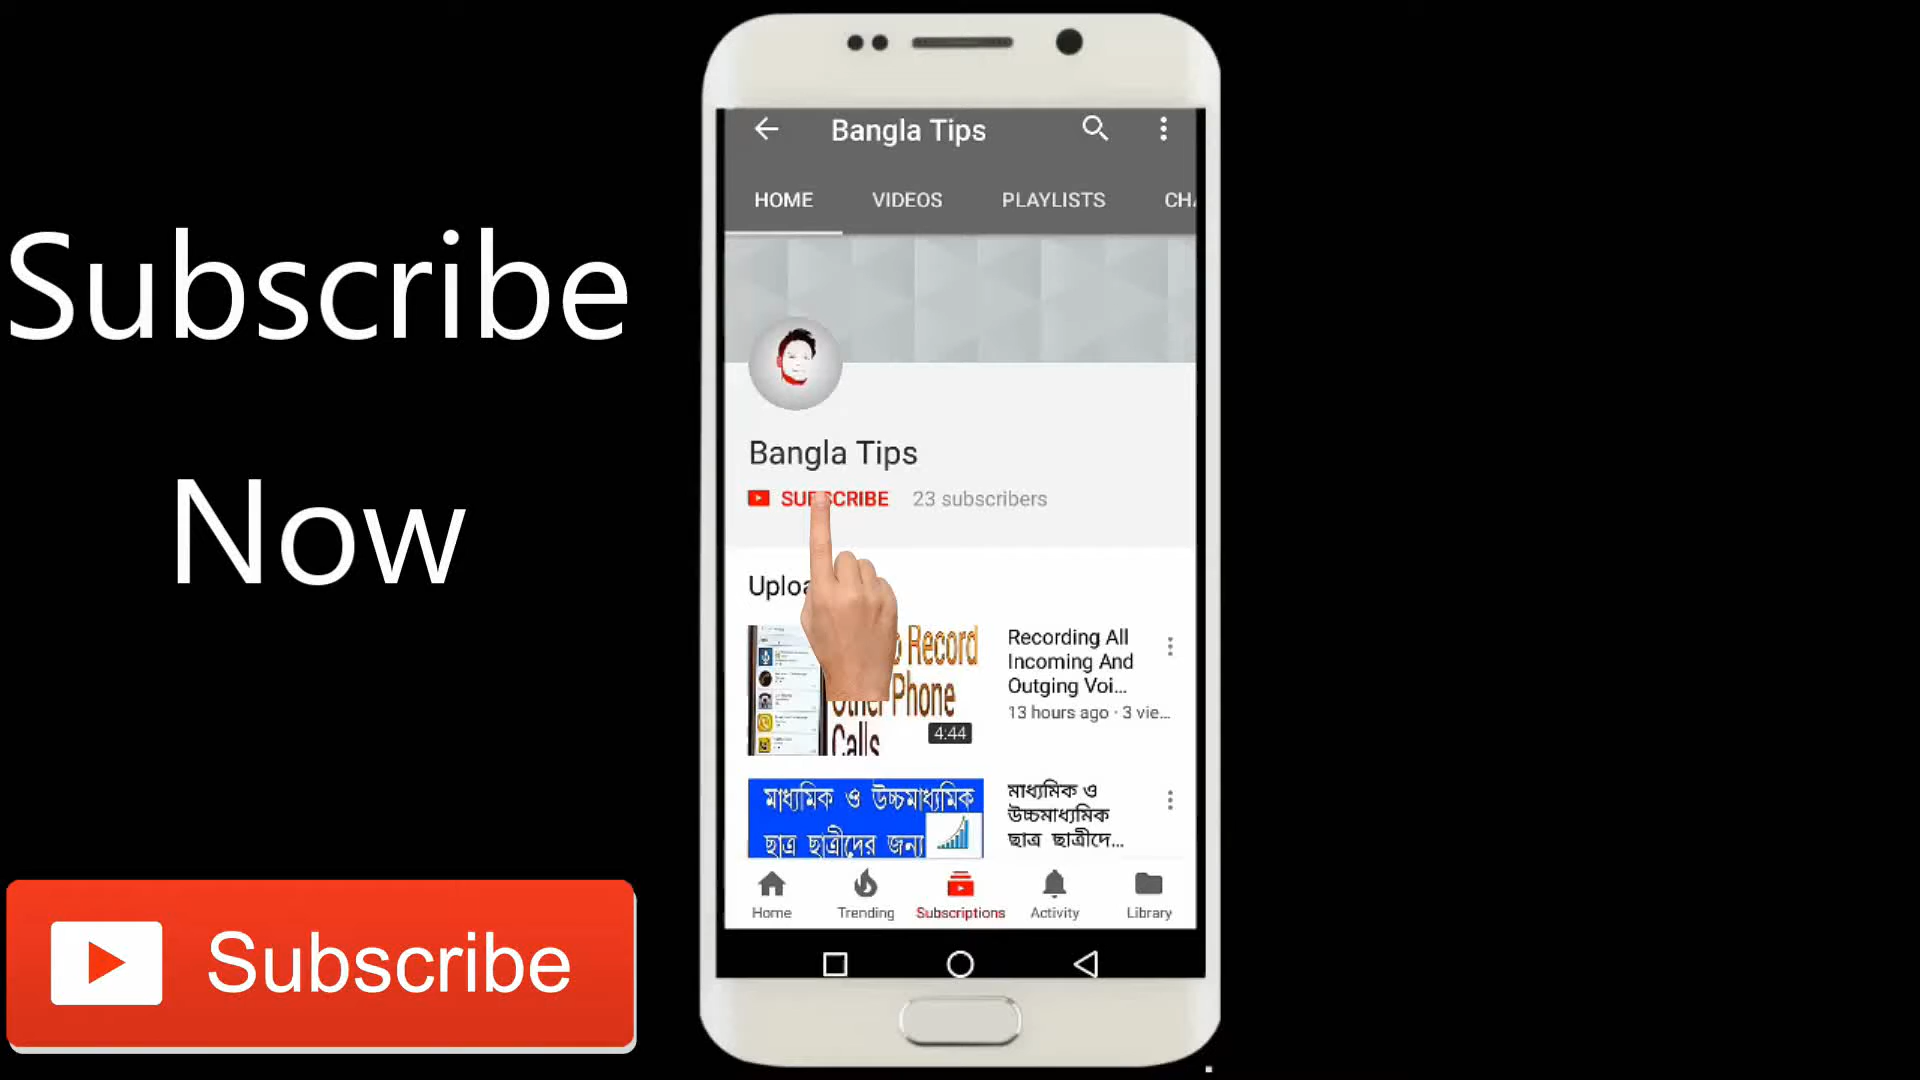 Subscribe
Now
Subscribe
Bangla Tips
HOME VIDEOS PLAYLISTS
Bangla Tips
SUBSCRIBE 23 subscribers
Record
Phone
Calls
4:44
Recording All
Incoming And
Outging Voi...
13 hours ago · 3 vie...
মাধ্যমিক ও উচ্চমাধ্যমিক
ছাত্র ছাত্রীদের জন্য
মাধ্যমিক ও
উচ্চমাধ্যমিক
ছাত্র ছাত্রীদে...
Home Trending Subscriptions Activity Library